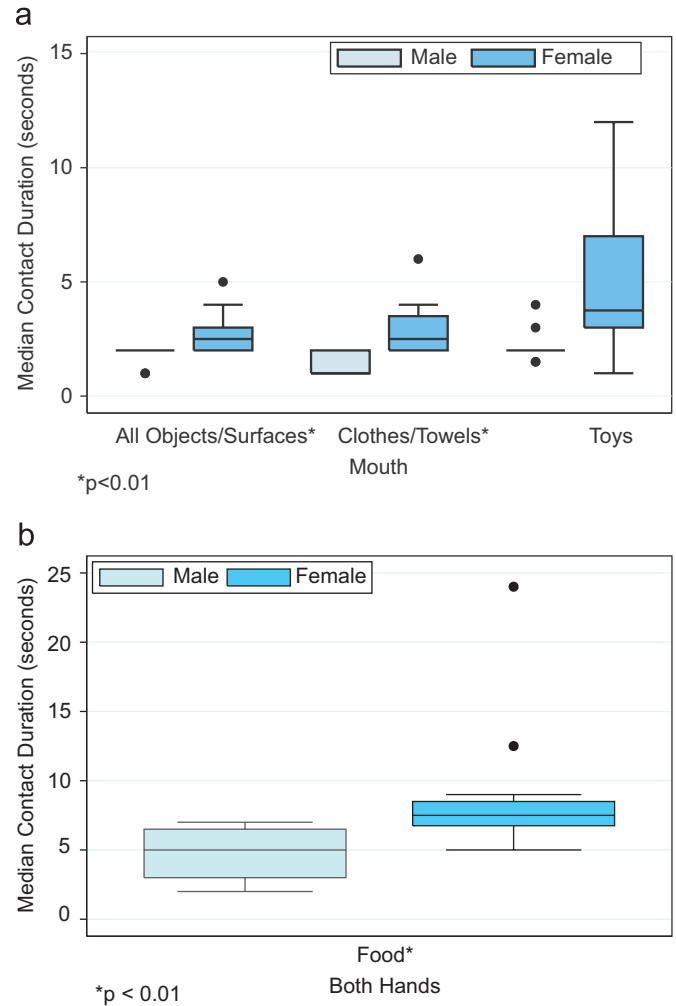 a
Median Contact Duration (seconds)
15
10
5
0
Male Female
All Objects/Surfaces* Clothes/Towels* Toys
Mouth
*p<0.01
b
Median Contact Duration (seconds)
25
20
15
10
5
0
Male Female
Food*
Both Hands
*p < 0.01